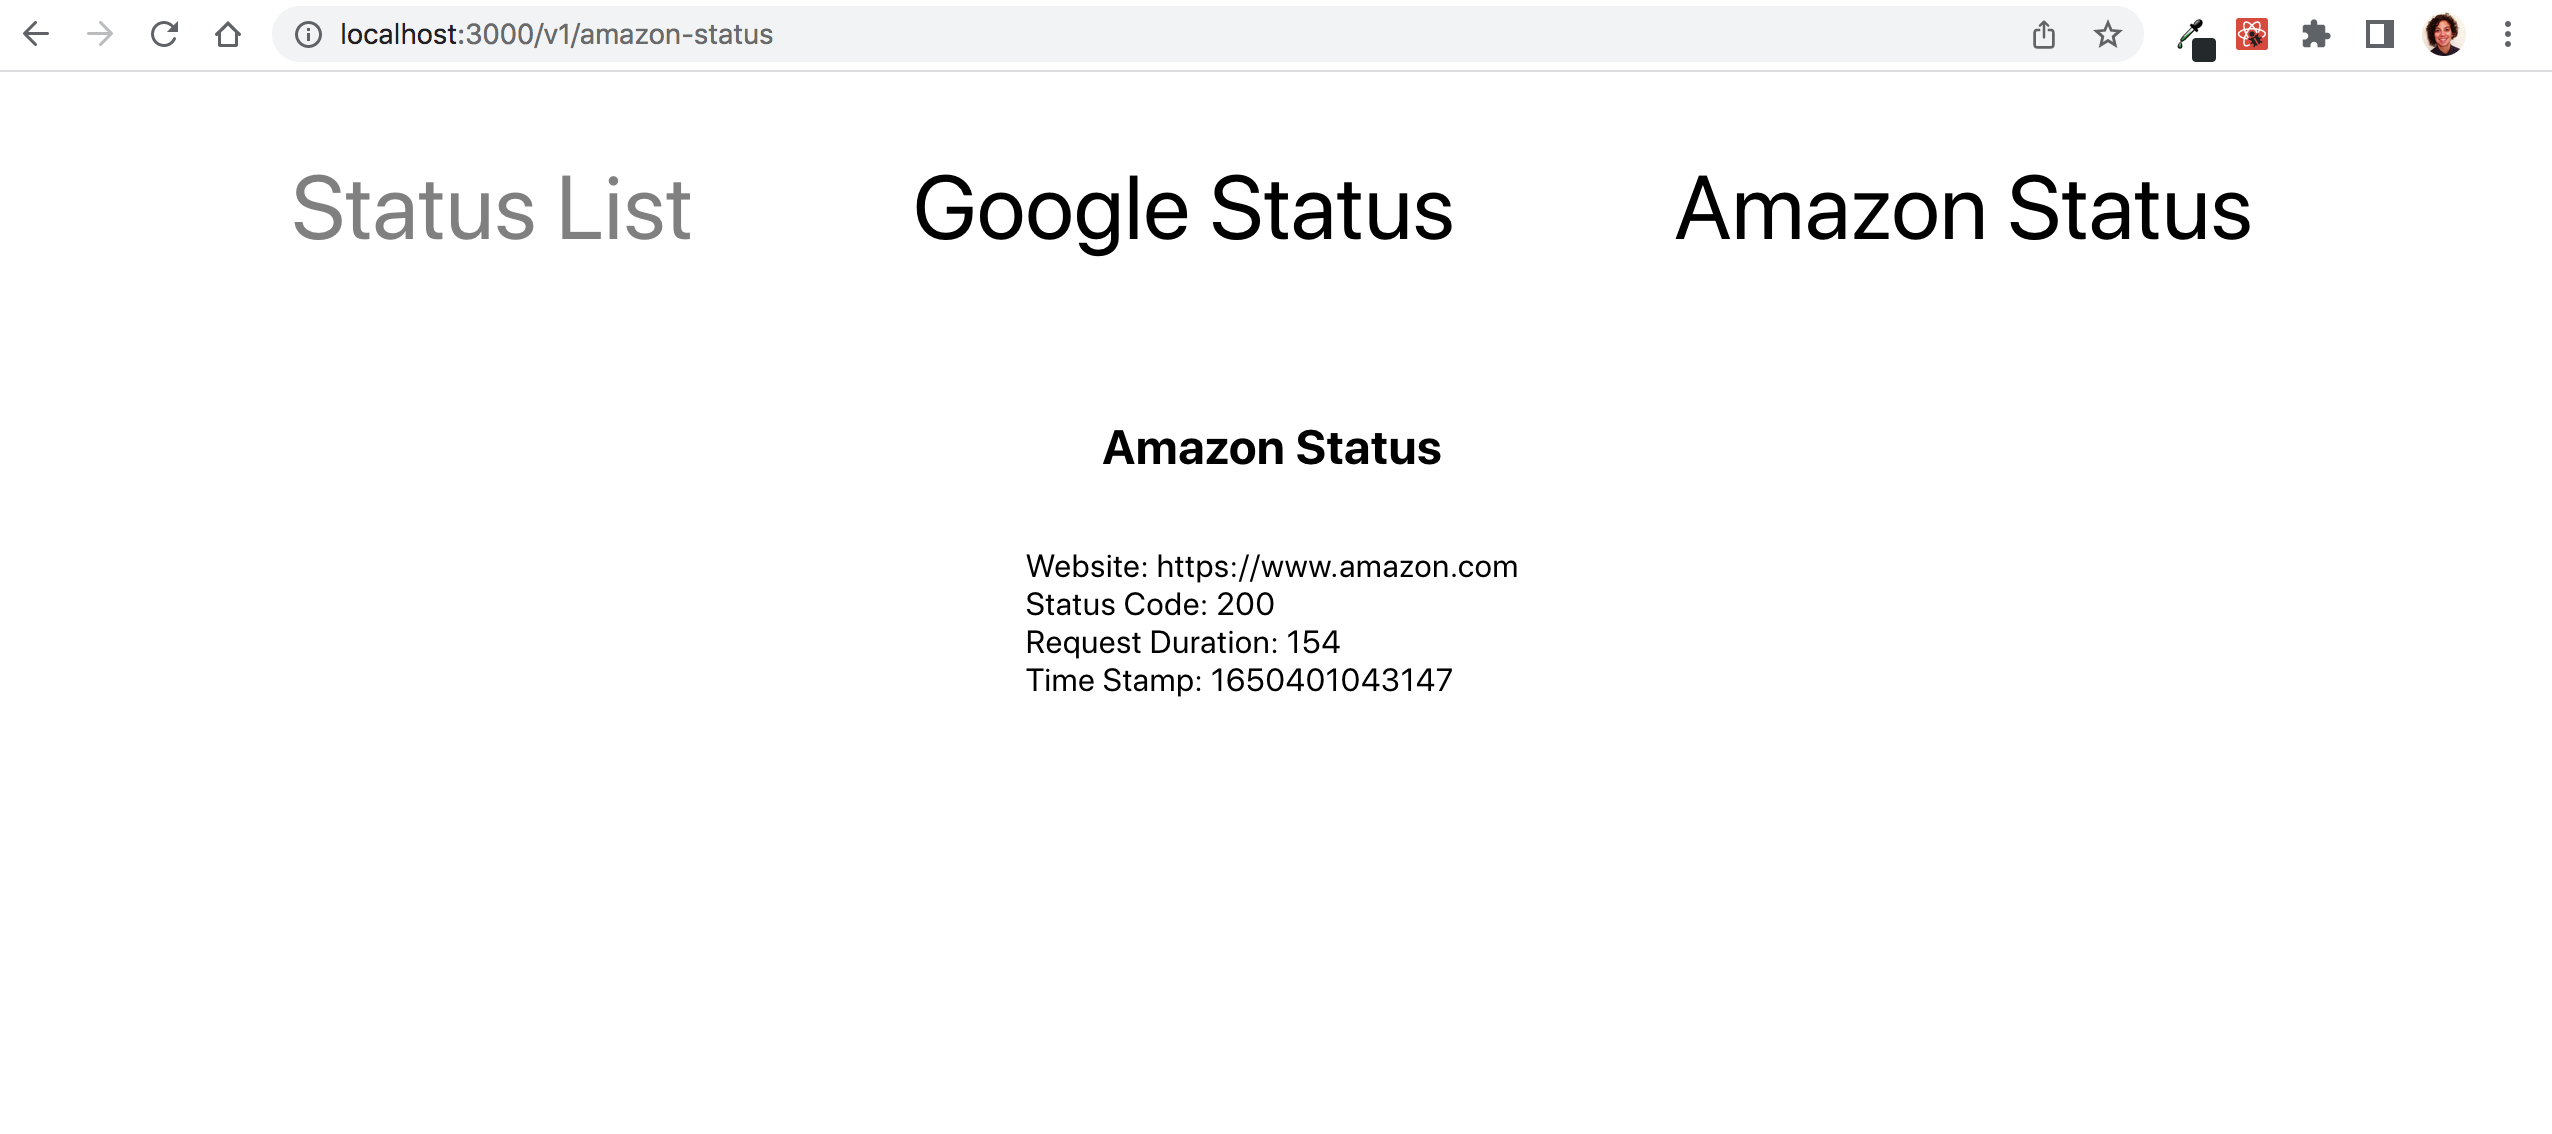 localhost:3000/v1/amazon-status
Status List Google Status Amazon Status
Amazon Status
Website: https://www.amazon.com
Status Code: 200
Request Duration: 154
Time Stamp: 1650401043147